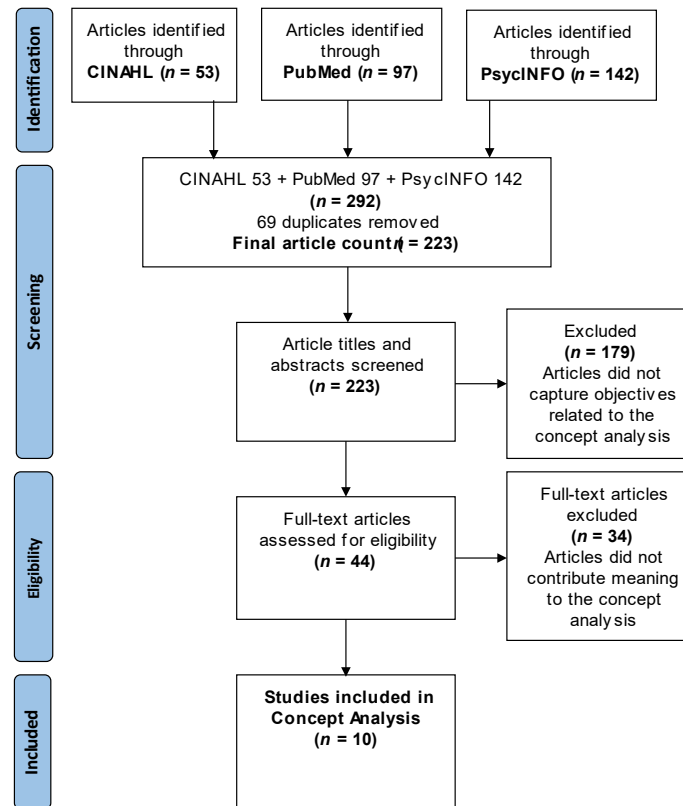 Identification
Articles identified
through
CINAHL (n = 53)
Articles identified
through
PubMed (n = 97)
Articles identified
through
PsycINFO (n = 142)
Screening
CINAHL 53 + PubMed 97 + PsycINFO 142
(n = 292)
69 duplicates removed
Final article count (n = 223)
Article titles and
abstracts screened
(n = 223)
Excluded
(n = 179)
Articles did not
capture objectives
related to the
concept analysis
Eligibility
Full-text articles
assessed for eligibility
(n = 44)
Full-text articles
excluded
(n = 34)
Articles did not
contribute meaning
to the concept
analysis
Included
Studies included in
Concept Analysis
(n = 10)